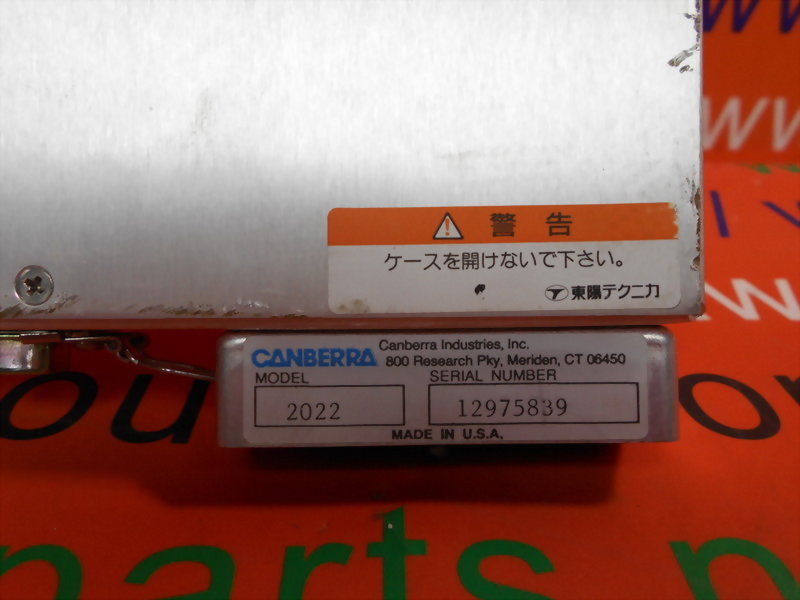 警告
ケースを開けないで下さい。
東陽テクニカ
CANBERRA
Canberra Industries, Inc.
800 Research Pky, Meriden, CT 06450
MODEL SERIAL NUMBER
2022 12975839
MADE IN U.S.A.
parts